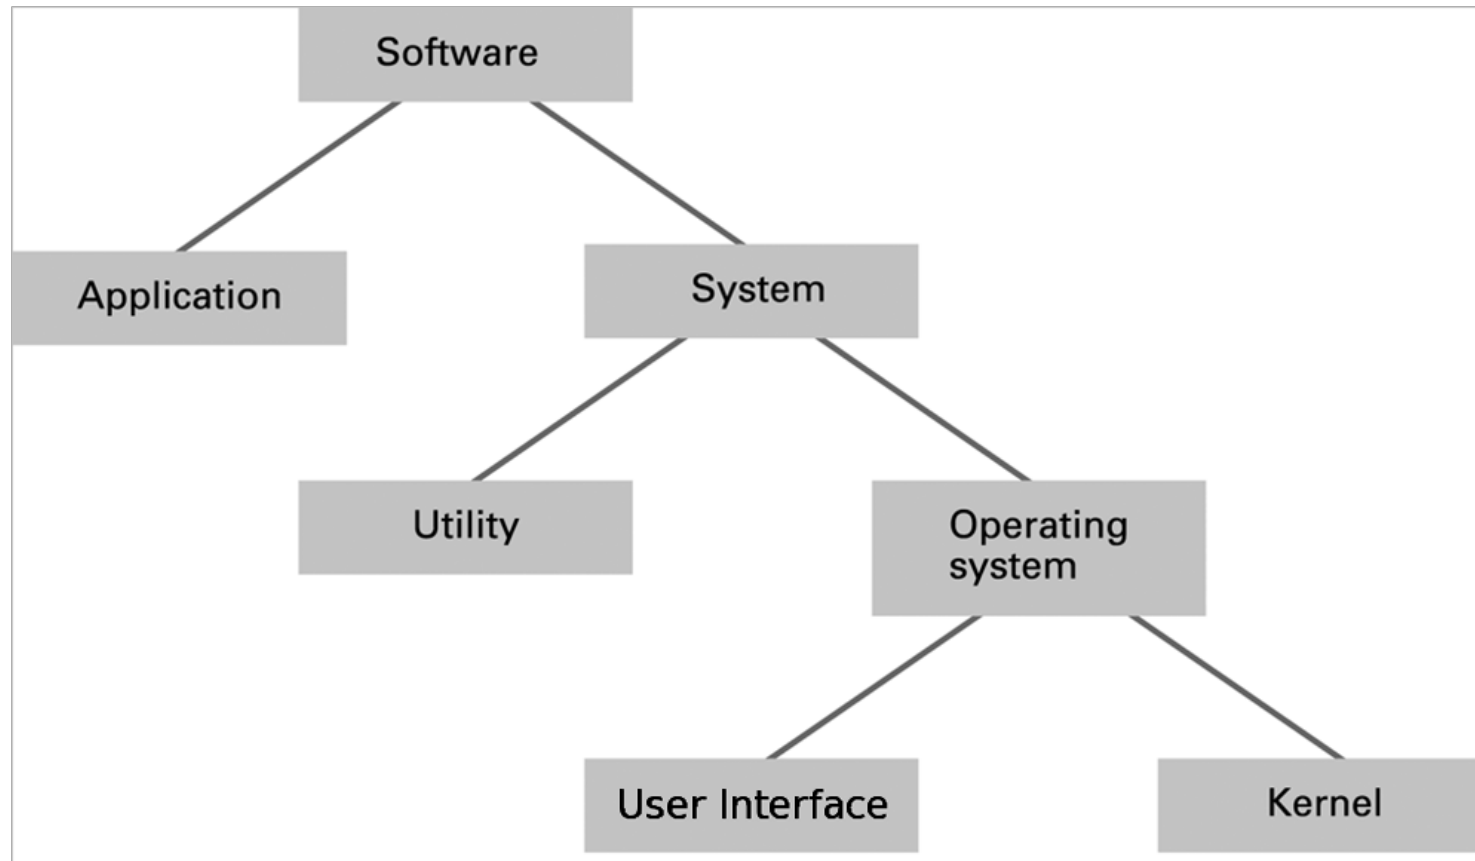 Software
Application
System
Utility
Operating
system
User Interface
Kernel